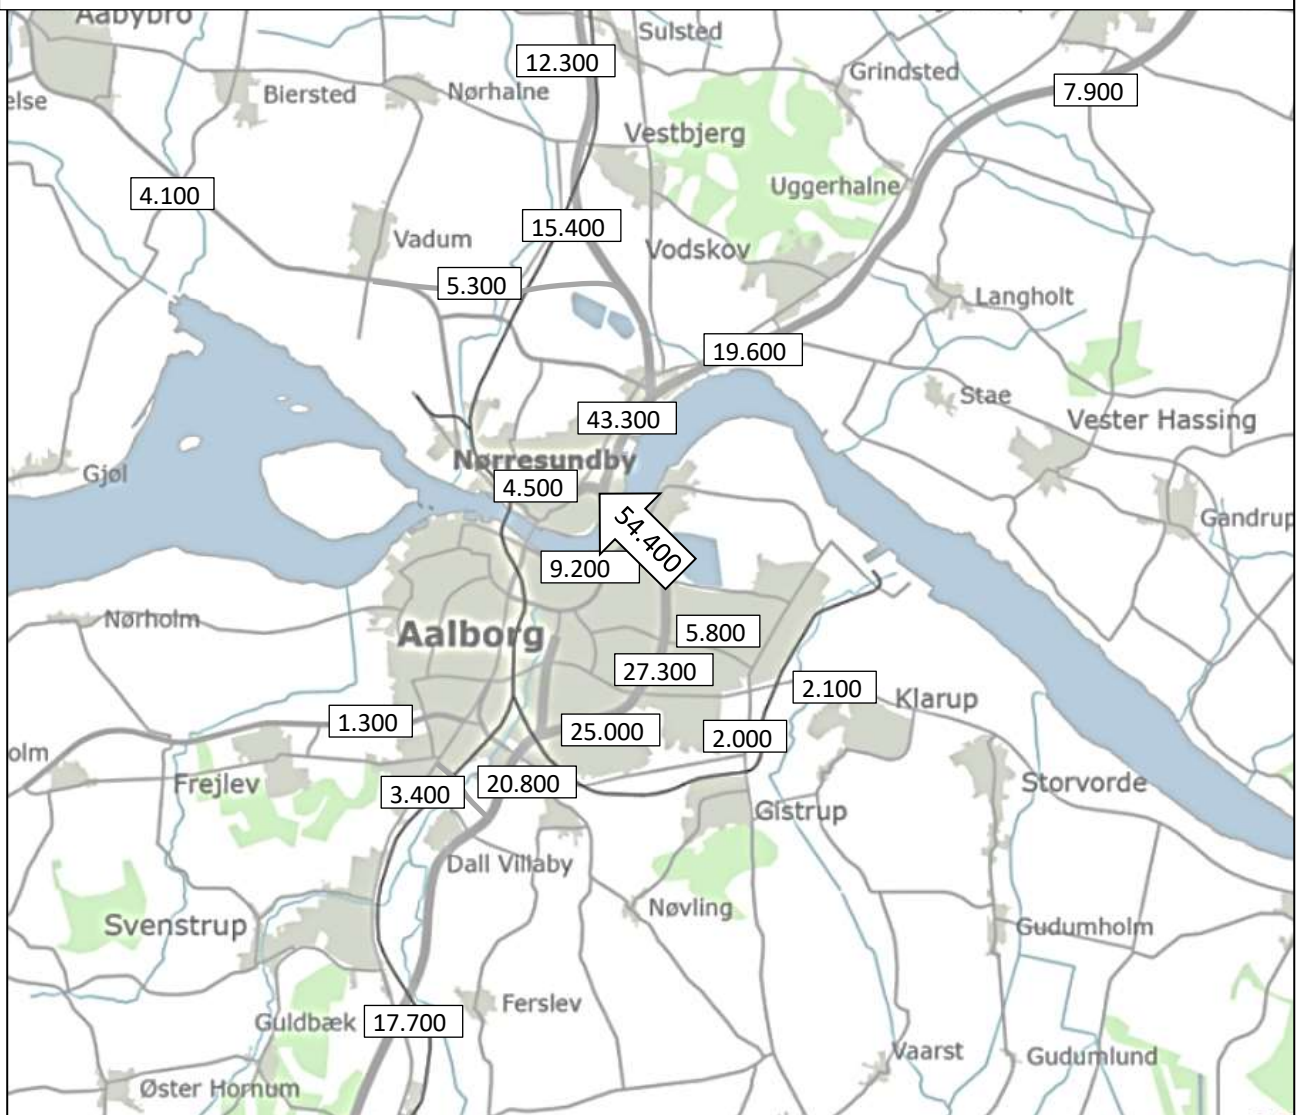 Aabybro
Sulsted
12.300
Grindsted
7.900
else
Biersted
Nørhalne
Vestbjerg
4.100
Uggerhalne
15.400
Vadum
Vodskov
5.300
Langholt
19.600
Stae
43.300
Vester Hassing
Nørresundby
Gjøl
4.500
Gandrup
54.400
9.200
Nørholm
Aalborg
5.800
27.300
2.100
Klarup
1.300
25.000
2.000
olm
Frejlev
3.400
20.800
Storvorde
Gistrup
Dall Villaby
Nøvling
Svenstrup
Gudumholm
Ferslev
Guldbæk
17.700
Vaarst
Gudumlund
Øster Hornum